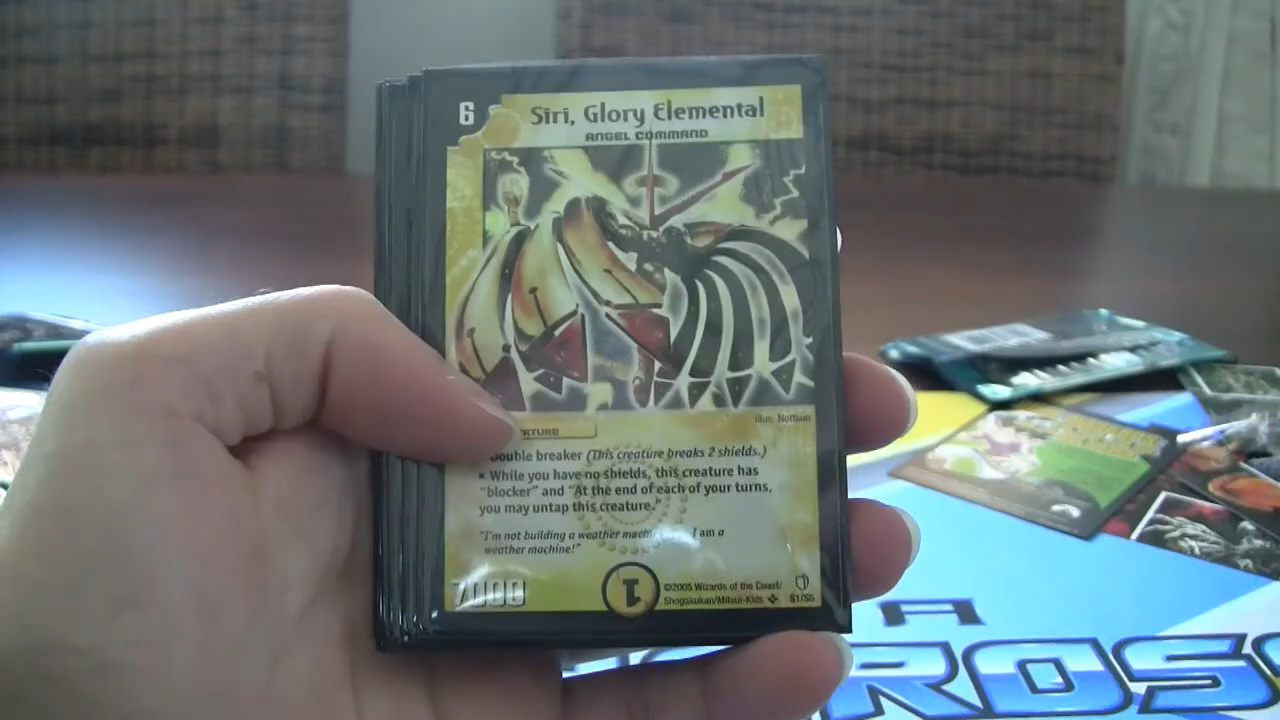 6
Siri, Glory Elemental
ANGEL COMMAND
illus. Nottsuo
Double breaker (This creature breaks 2 shields.)
▪ While you have no shields, this creature has
"blocker" and "At the end of each of your turns,
you may untap this creature."
"I'm not building a weather machine I am a
weather machine!"
7000
1
©2005 Wizards of the Coast/
Shogakukan/Mitsui-Kids
S1/S5
A
ROS